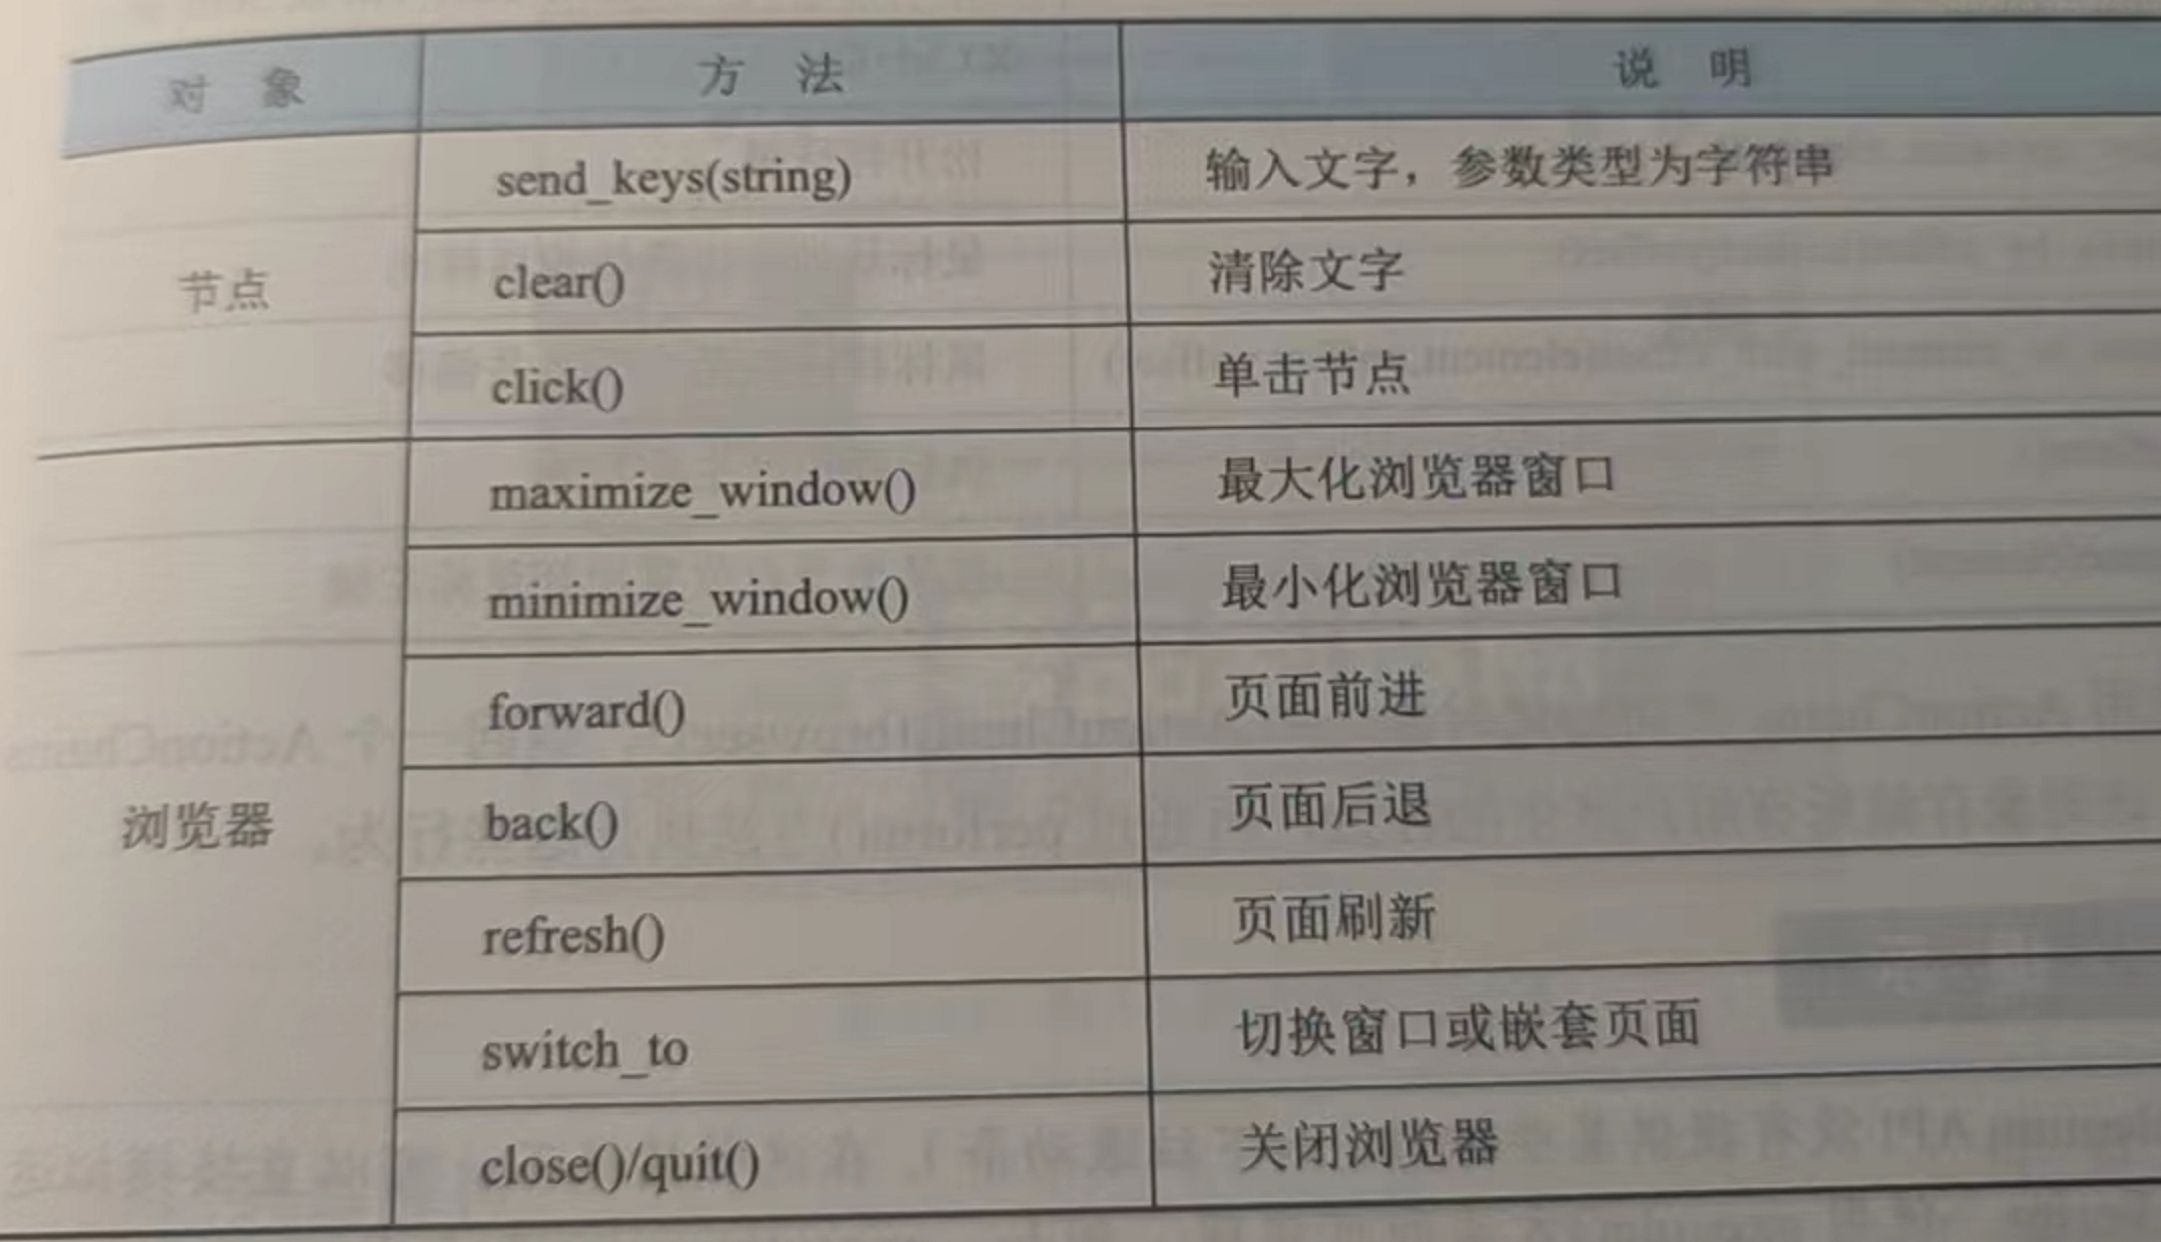 对 象 方 法 说 明
send_keys(string) 输入文字，参数类型为字符串
节点 clear() 清除文字
click() 单击节点
maximize_window() 最大化浏览器窗口
minimize_window() 最小化浏览器窗口
forward() 页面前进
浏览器 back() 页面后退
refresh() 页面刷新
switch_to 切换窗口或嵌套页面
close()/quit() 关闭浏览器